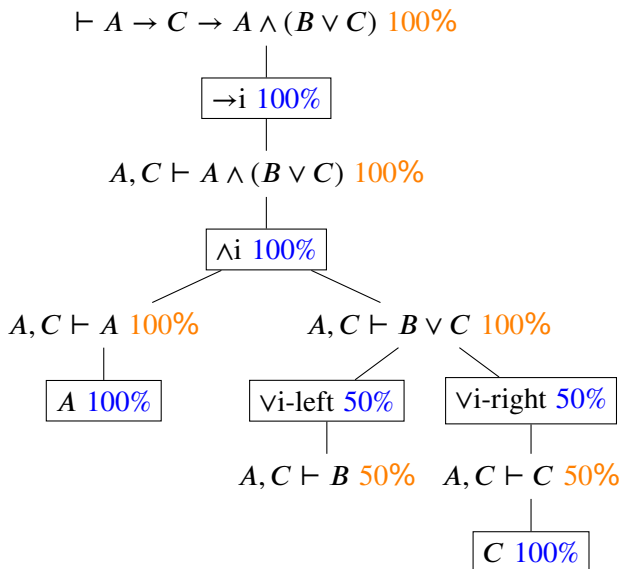 ⊢ A → C → A ∧ (B ∨ C) 100%
→i 100%
A, C ⊢ A ∧ (B ∨ C) 100%
∧i 100%
A, C ⊢ A 100%
A, C ⊢ B ∨ C 100%
A 100%
∨i-left 50%
∨i-right 50%
A, C ⊢ B 50%
A, C ⊢ C 50%
C 100%